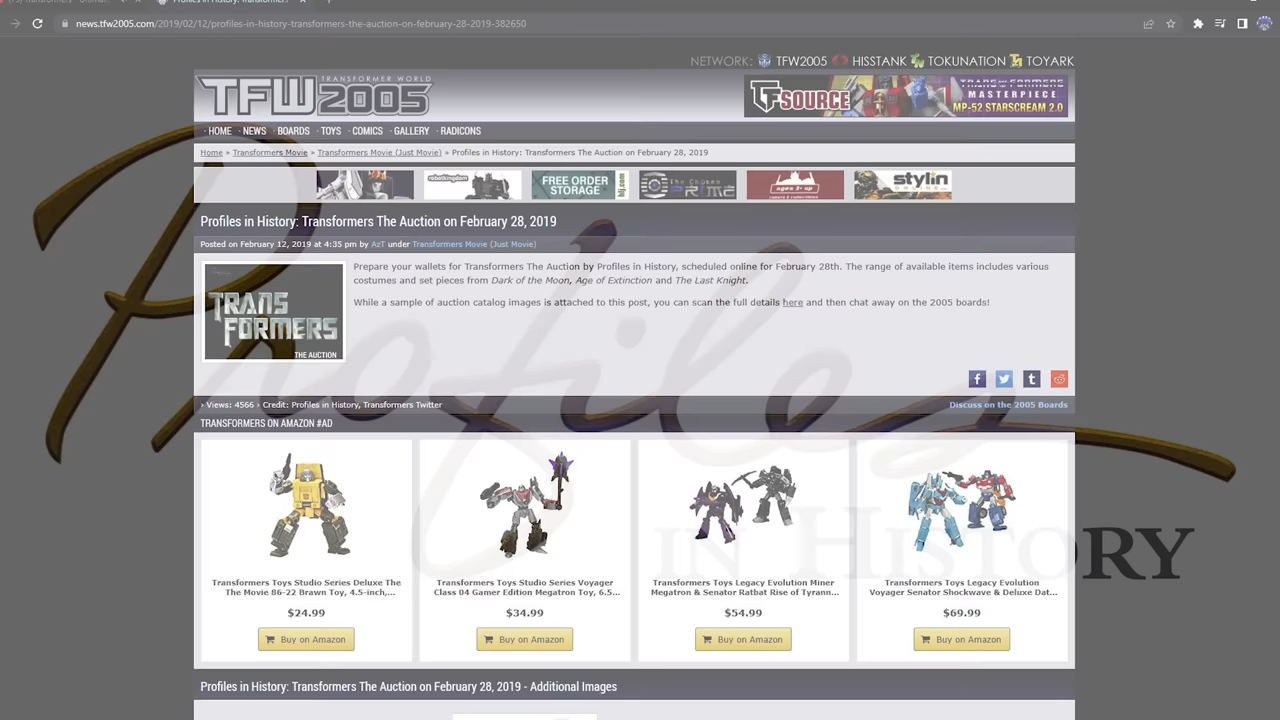 news.tfw2005.com/2019/02/12/profiles-in-history-transformers-the-auction-on-february-28-2019-382650
NETWORK: TFW2005 HISSTANK TOKUNATION TOYARK
TRANSFORMER WORLD
TFW2005
TFSOURCE
TRANSFORMERS
MASTERPIECE
MP-52 STARSCREAM 2.0
· HOME · NEWS · BOARDS · TOYS · COMICS · GALLERY · RADICONS
Home » Transformers Movie » Transformers Movie (Just Movie) » Profiles in History: Transformers The Auction on February 28, 2019
robotkingdom
FREE ORDER STORAGE
The Chosen PRIME
ages 3+ up
stylin
ONLINE
Profiles in History: Transformers The Auction on February 28, 2019
Posted on February 12, 2019 at 4:35 pm by AzT under Transformers Movie (Just Movie)
Prepare your wallets for Transformers The Auction by Profiles in History, scheduled online for February 28th. The range of available items includes various
costumes and set pieces from Dark of the Moon, Age of Extinction and The Last Knight.
While a sample of auction catalog images is attached to this post, you can scan the full details here and then chat away on the 2005 boards!
TRANSFORMERS
THE AUCTION
› Views: 4566 › Credit: Profiles in History, Transformers Twitter
Discuss on the 2005 Boards
TRANSFORMERS ON AMAZON #AD
Transformers Toys Studio Series Deluxe The
The Movie 86-22 Brawn Toy, 4.5-inch,...
$24.99
Buy on Amazon
Transformers Toys Studio Series Voyager
Class 04 Gamer Edition Megatron Toy, 6.5...
$34.99
Buy on Amazon
Transformers Toys Legacy Evolution Miner
Megatron & Senator Ratbat Rise of Tyrann...
$54.99
Buy on Amazon
Transformers Toys Legacy Evolution
Voyager Senator Shockwave & Deluxe Dat...
$69.99
Buy on Amazon
Profiles in History: Transformers The Auction on February 28, 2019 - Additional Images
Profiles
IN HISTORY